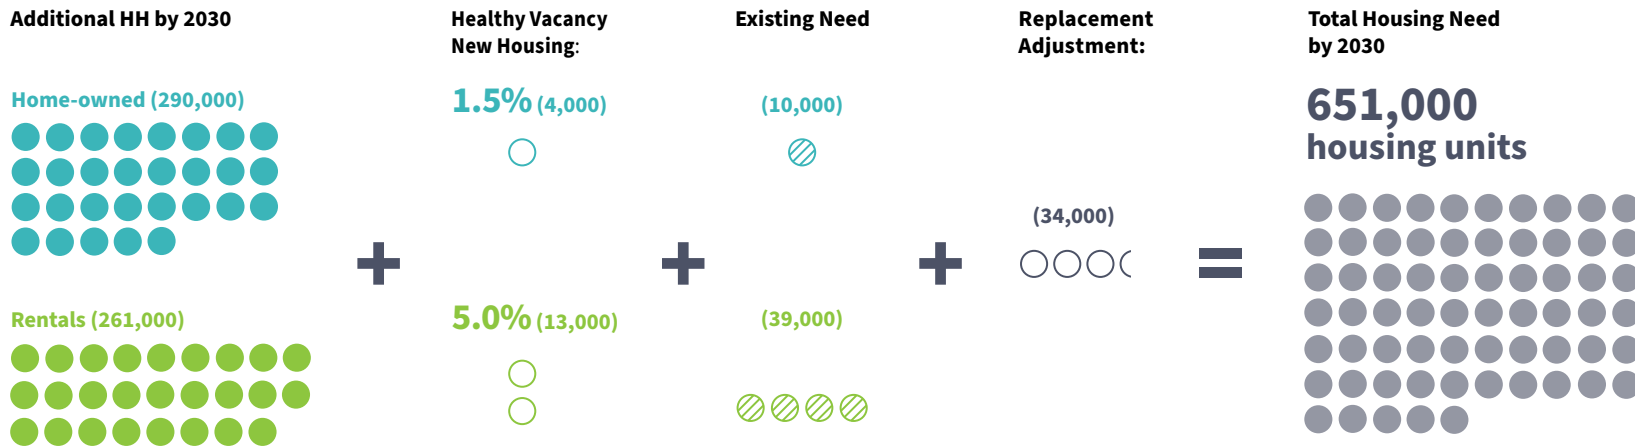 Additional HH by 2030
Home-owned (290,000)
Rentals (261,000)
+
Healthy Vacancy
New Housing:
1.5% (4,000)
5.0% (13,000)
+
Existing Need
(10,000)
(39,000)
+
Replacement
Adjustment:
(34,000)
=
Total Housing Need
by 2030
651,000
housing units